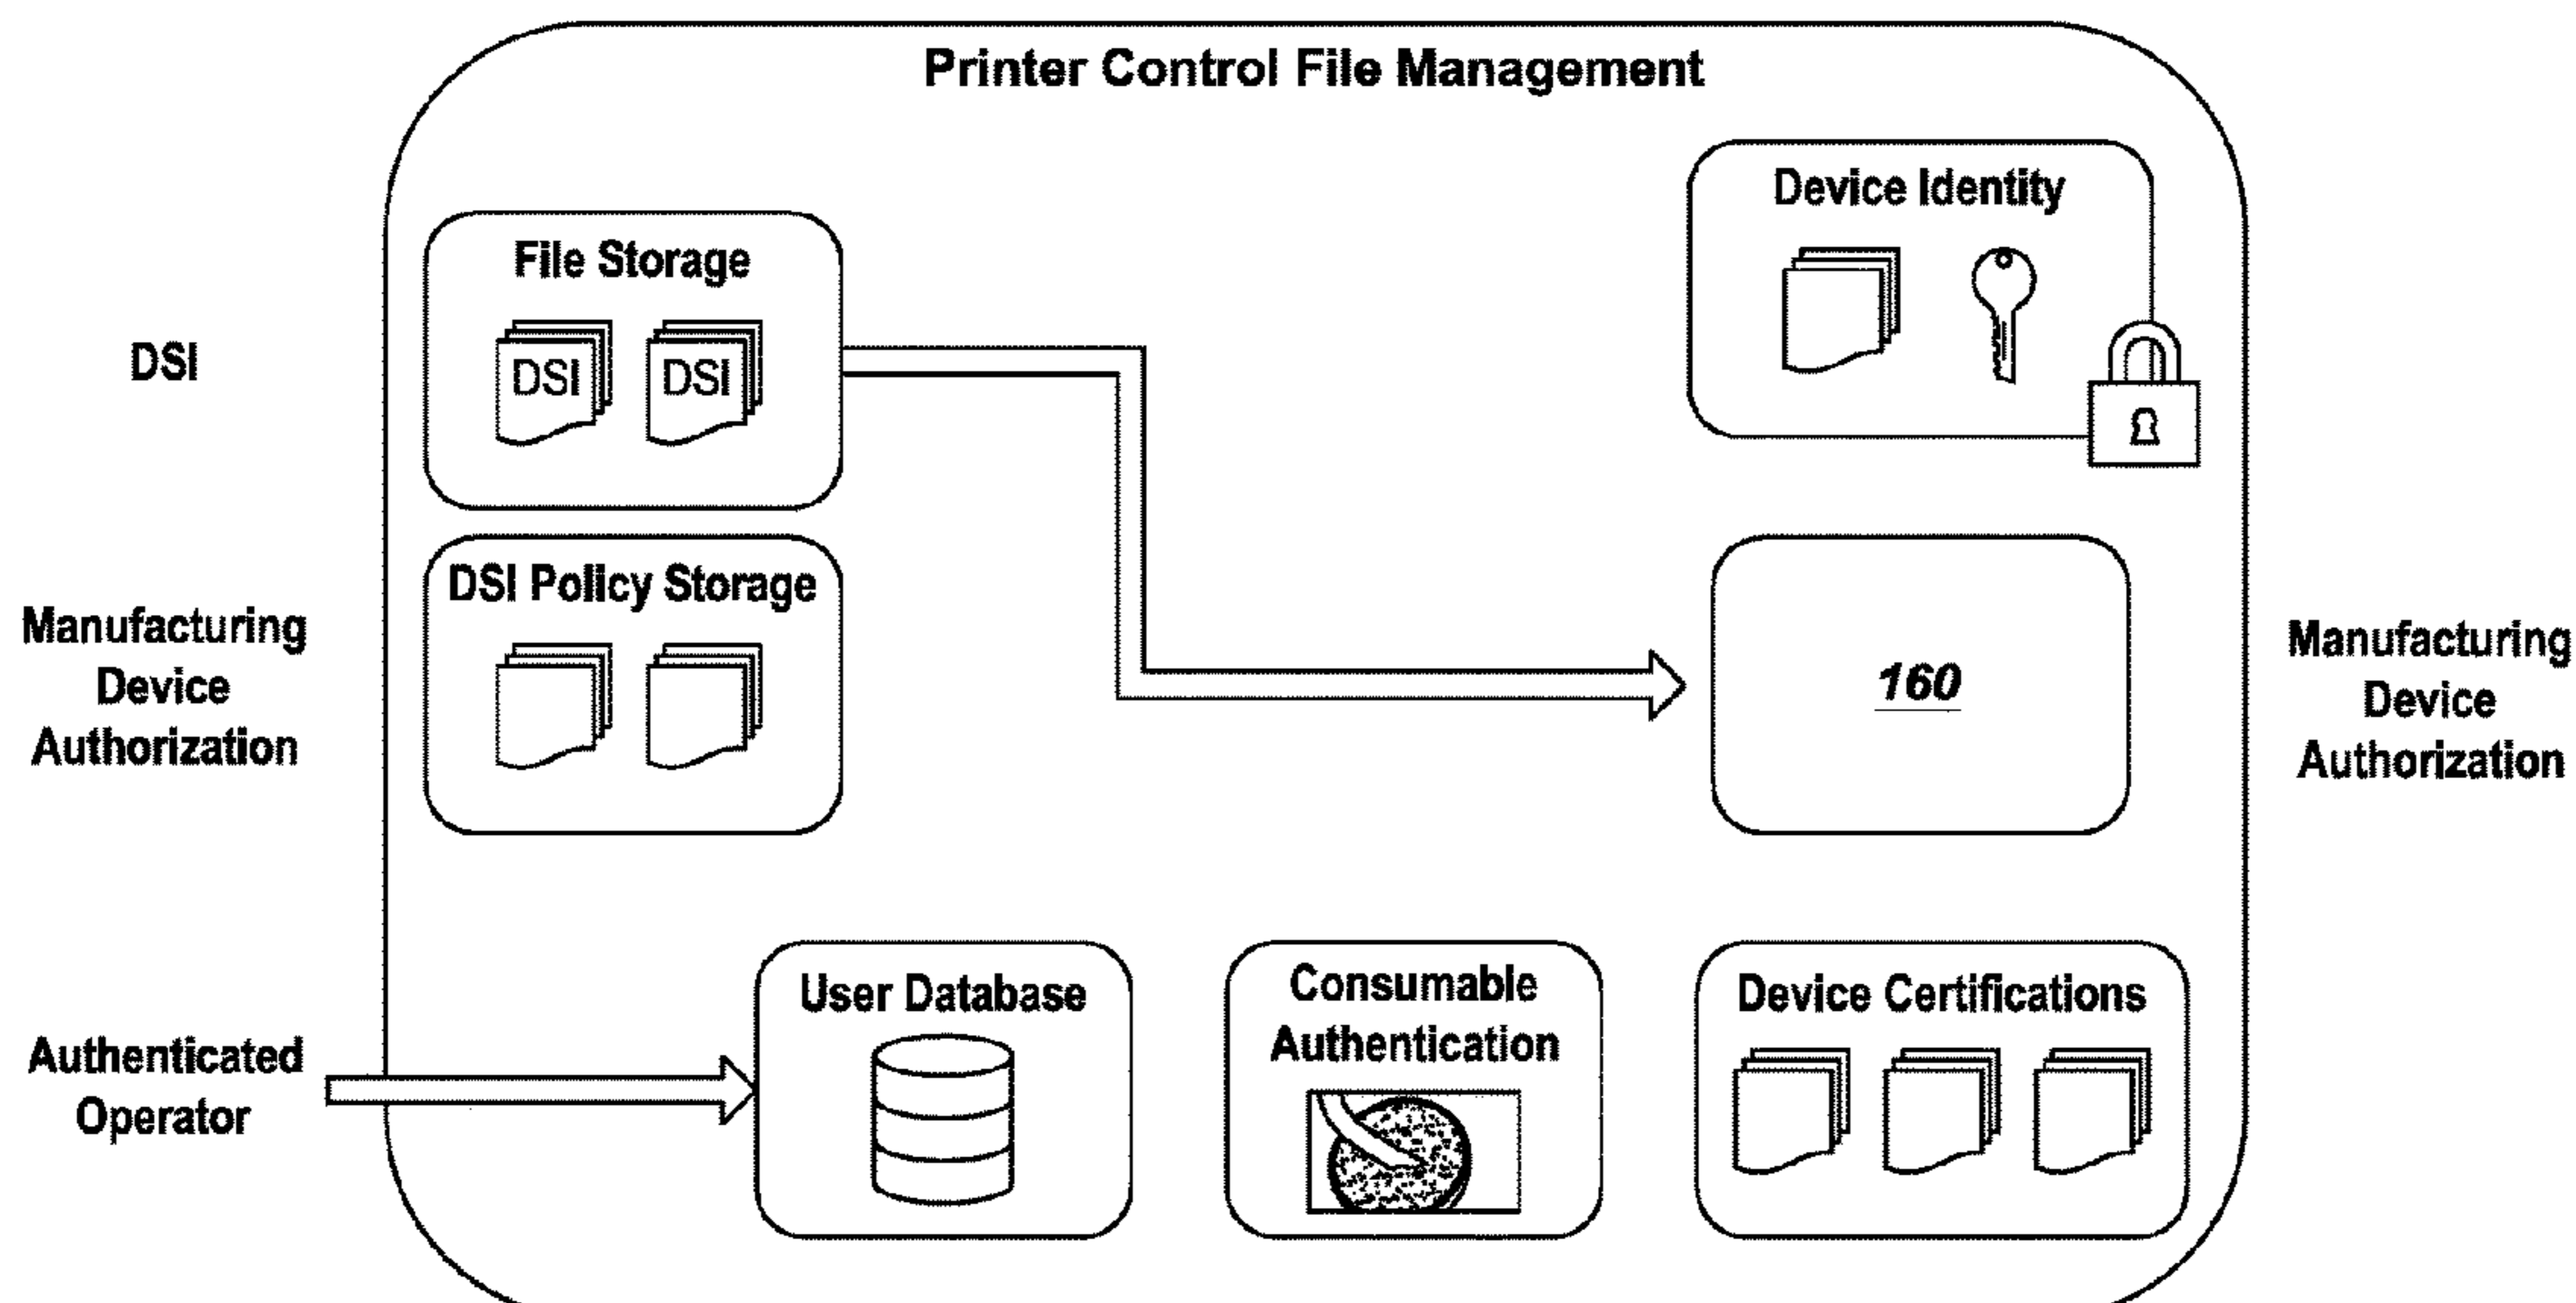 Printer Control File Management
Device Identity
File Storage
DSI
DSI
DSI
DSI Policy Storage
Manufacturing
Device
Authorization
160
Manufacturing
Device
Authorization
User Database
Consumable
Authentication
Device Certifications
Authenticated
Operator